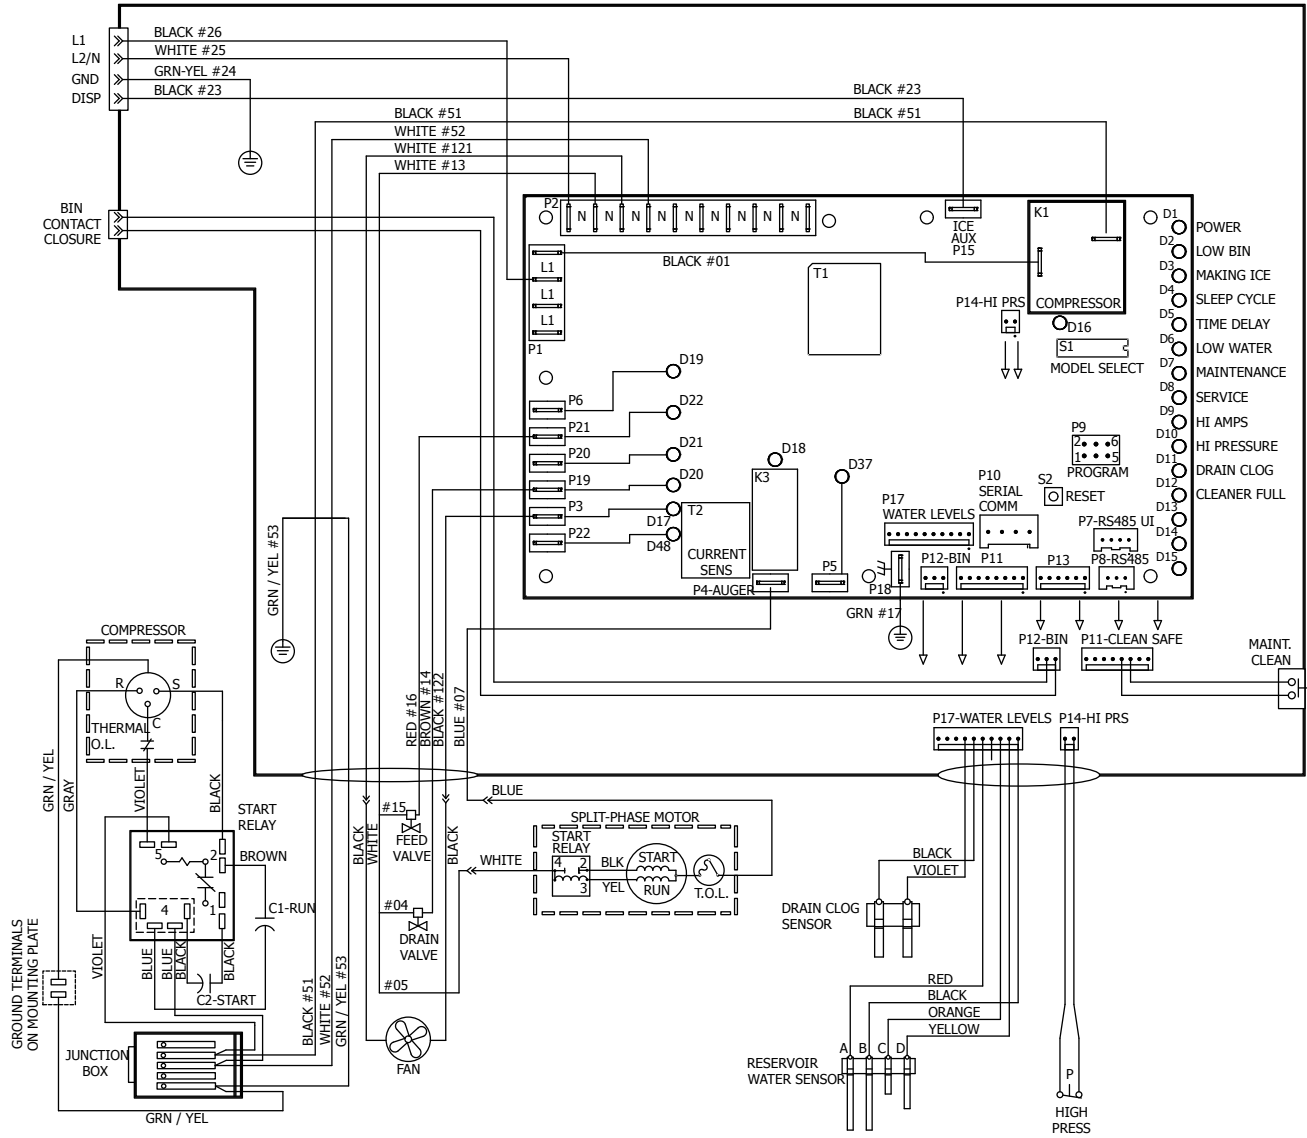 L1
BLACK #26
L2/N
WHITE #25
GND
GRN-YEL #24
DISP
BLACK #23
BLACK #23
BLACK #51
BLACK #51
WHITE #52
WHITE #121
WHITE #13
BIN
CONTACT
CLOSURE
P2
N N N N N N N N N
ICE
AUX
P15
K1
COMPRESSOR
D1
POWER
D2
LOW BIN
D3
MAKING ICE
D4
SLEEP CYCLE
D5
TIME DELAY
D6
LOW WATER
D7
MAINTENANCE
D8
SERVICE
D9
HI AMPS
D10
HI PRESSURE
D11
DRAIN CLOG
D12
CLEANER FULL
D13
D14
D15
L1
L1
L1
P1
BLACK #01
T1
P14-HI PRS
D16
S1
MODEL SELECT
P6
D19
P21
D22
P20
D21
P19
D20
P3
D17
P22
D48
T2
CURRENT
SENS
K3
D18
D37
P4-AUGER
P5
P9
2 6
1 5
PROGRAM
S2
RESET
P10
SERIAL
COMM
P17
WATER LEVELS
P7-RS485 UI
P8-RS485
P12-BIN
P11
P13
P18
GRN #17
P12-BIN
P11-CLEAN SAFE
MAINT.
CLEAN
P17-WATER LEVELS
P14-HI PRS
GRN / YEL #53
COMPRESSOR
R
S
C
THERMAL
O.L.
GRN / YEL
GRAY
VIOLET
BLACK
START
RELAY
5
2
1
4
BROWN
C1-RUN
VIOLET
BLUE
BLUE
BLACK
BLACK
C2-START
GROUND TERMINALS
ON MOUNTING PLATE
JUNCTION
BOX
GRN / YEL
BLACK #51
WHITE #52
GRN / YEL #53
RED #16
BROWN #14
BLACK #122
BLUE #07
BLACK
WHITE
#15
FEED
VALVE
BLACK
#04
DRAIN
VALVE
#05
FAN
BLUE
WHITE
SPLIT-PHASE MOTOR
START
RELAY
4
2
3
BLK
YEL
START
RUN
T.O.L.
BLACK
VIOLET
DRAIN CLOG
SENSOR
RED
BLACK
ORANGE
YELLOW
A B C D
RESERVOIR
WATER SENSOR
P
HIGH
PRESS